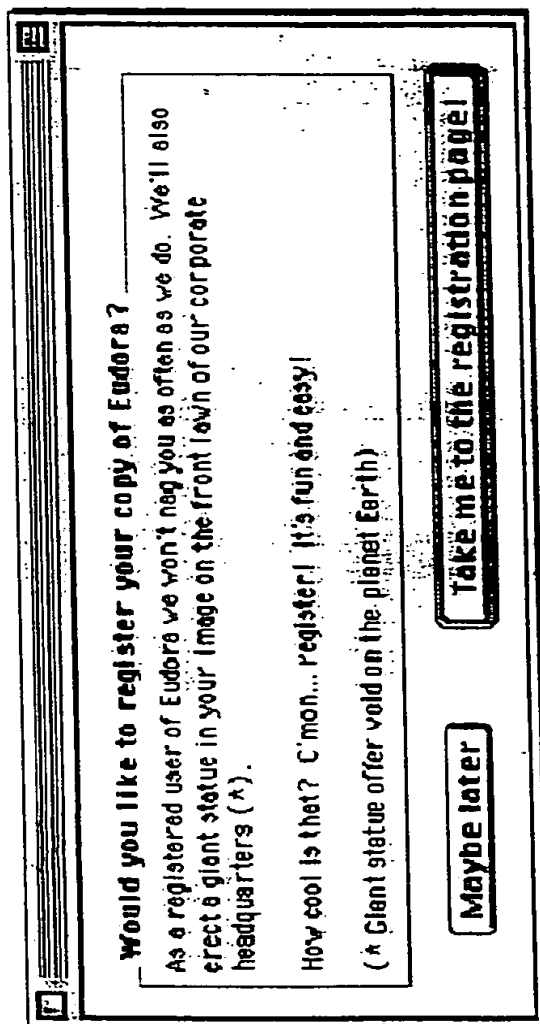 Would you like to register your copy of Eudora?
As a registered user of Eudora we won't nag you as often as we do. We'll also
erect a giant statue in your image on the front lawn of our corporate
headquarters (*).
How cool is that? C'mon... register! It's fun and easy!
(* Giant statue offer void on the planet Earth)
Maybe later
Take me to the registration page!